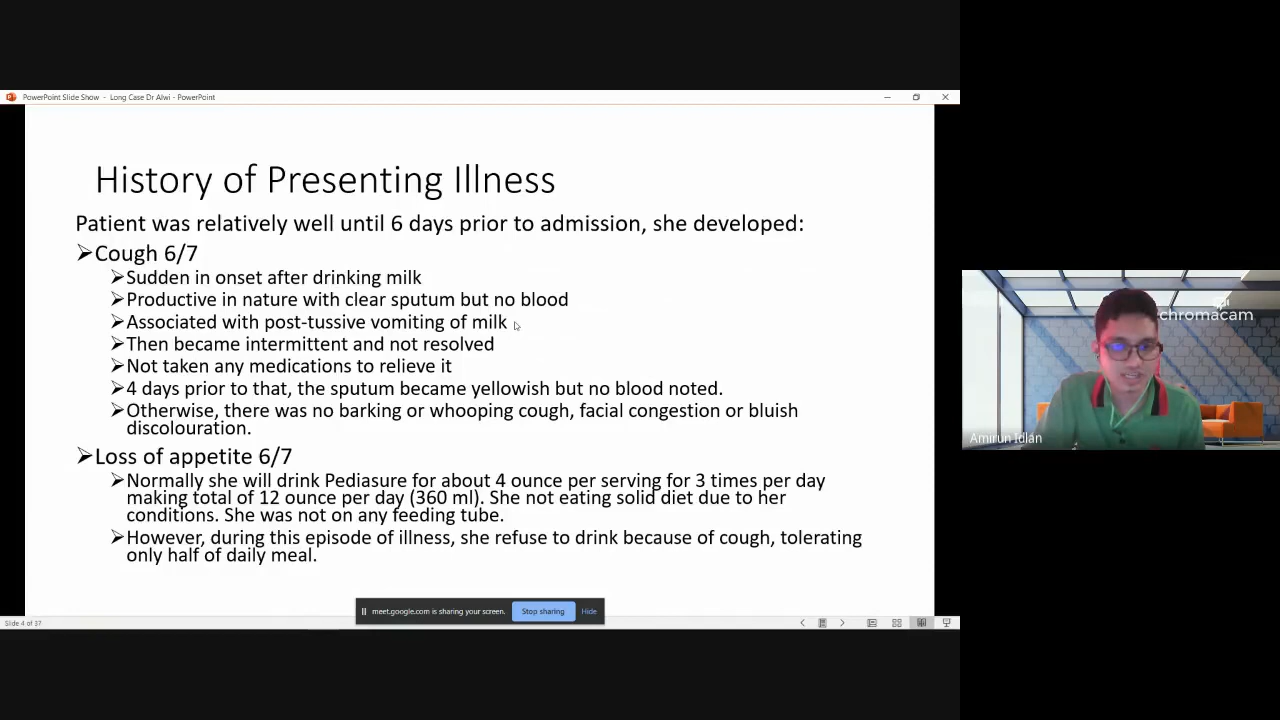 PowerPoint Slide Show - Long Case Dr Alwi - PowerPoint
History of Presenting Illness
Patient was relatively well until 6 days prior to admission, she developed:
➢Cough 6/7
➢Sudden in onset after drinking milk
➢Productive in nature with clear sputum but no blood
➢Associated with post-tussive vomiting of milk
➢Then became intermittent and not resolved
➢Not taken any medications to relieve it
➢4 days prior to that, the sputum became yellowish but no blood noted.
➢Otherwise, there was no barking or whooping cough, facial congestion or bluish
discolouration.
➢Loss of appetite 6/7
➢Normally she will drink Pediasure for about 4 ounce per serving for 3 times per day
making total of 12 ounce per day (360 ml). She not eating solid diet due to her
conditions. She was not on any feeding tube.
➢However, during this episode of illness, she refuse to drink because of cough, tolerating
only half of daily meal.
meet.google.com is sharing your screen. Stop sharing Hide
Slide 4 of 37
chromacam
Amirun Idlan